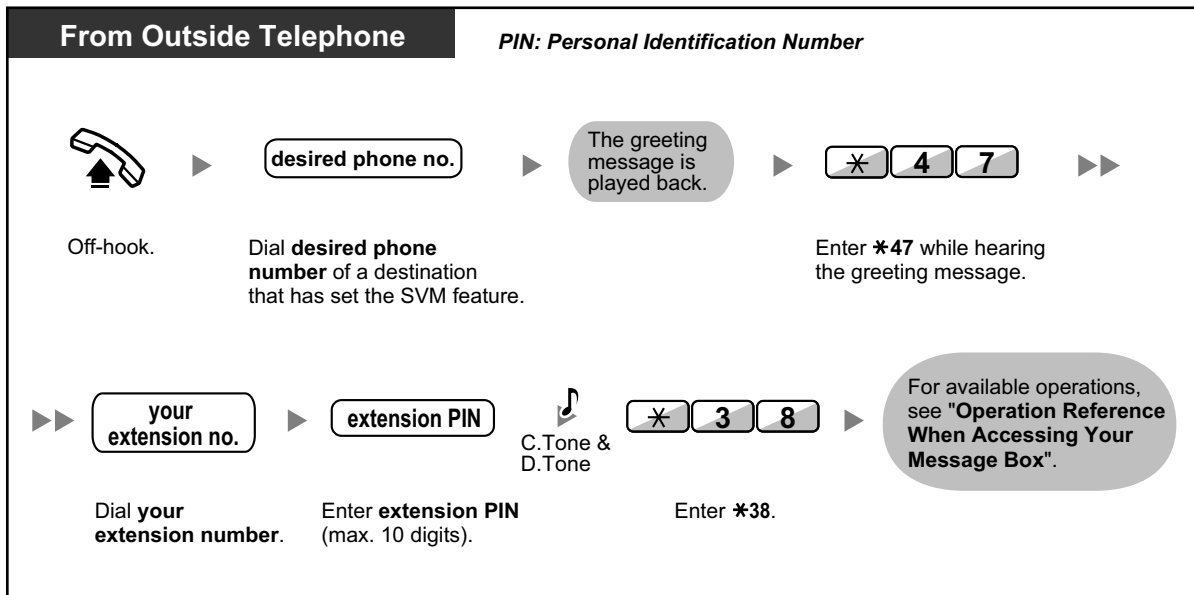 From Outside Telephone
PIN: Personal Identification Number
desired phone no.
The greeting
message is
played back.
* 4 7
Off-hook.
Dial desired phone
number of a destination
that has set the SVM feature.
Enter *47 while hearing
the greeting message.
your
extension no.
extension PIN
C.Tone &
D.Tone
* 3 8
For available operations,
see "Operation Reference
When Accessing Your
Message Box".
Dial your
extension number.
Enter extension PIN
(max. 10 digits).
Enter *38.